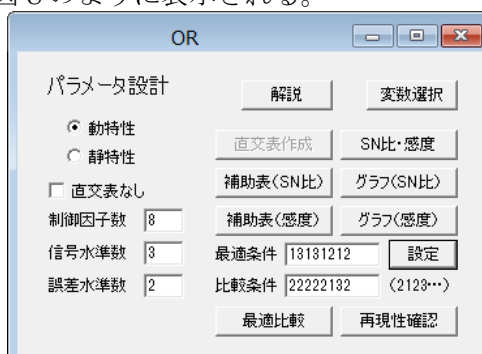 のように表示される。
OR
パラメータ設計
解説 変数選択
動特性
静特性
直交表作成 SN比・感度
直交表なし
補助表(SN比) グラフ(SN比)
制御因子数 8
補助表(感度) グラフ(感度)
信号水準数 3
最適条件 13131212 設定
誤差水準数 2
比較条件 22222132 (2123…)
最適比較 再現性確認